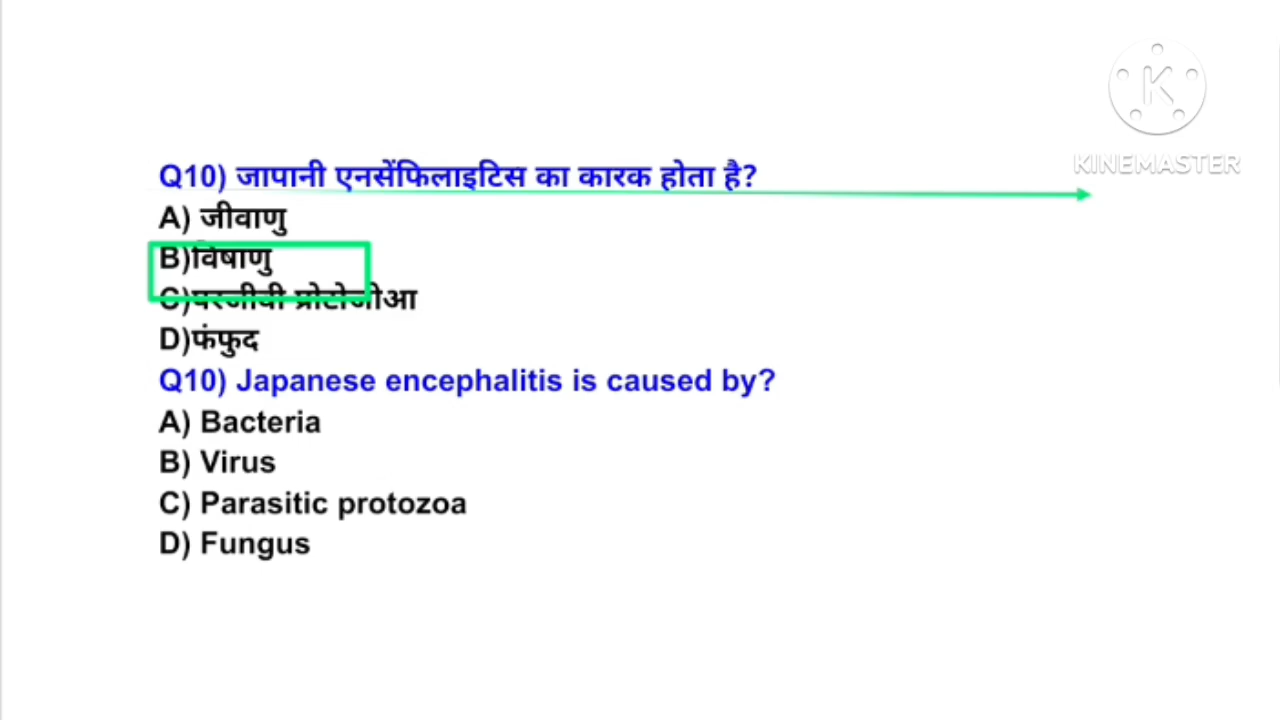 KINEMASTER
Q10) जापानी एनसेंफिलाइटिस का कारक होता है?
A) जीवाणु
B)विषाणु
C)परजीवी प्रोटोजीआ
D)फंफुद
Q10) Japanese encephalitis is caused by?
A) Bacteria
B) Virus
C) Parasitic protozoa
D) Fungus